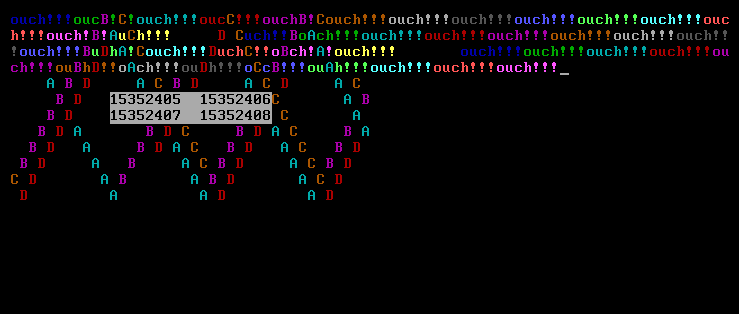 ouch!!!oucB!C!ouch!!!oucC!!!ouchB!Couch!!!ouch!!!ouch!!!ouch!!!ouch!!!ouch!!!ouc
h!!!ouch!B!AuCh!!!     D Couch!!!BoAch!!!ouch!!!ouch!!!ouch!!!ouch!!!ouch!!!ouch!!
!ouch!!!BuDhA!Couch!!!DuchC!!oBch!A!ouch!!!       ouch!!!ouch!!!ouch!!!ouch!!!ou
ch!!!ouBhD!!oAch!!!ouDh!!!oCcB!!!ouAh!!!ouch!!!ouch!!!ouch!!!_
A B D     A C B D     A C D     A C
B D   15352405  15352406C       A B
B D   15352407  15352408 C         A
B D A       B D C     B D A C     B A
B D   A     B D   A C     A C     B D
B D     A   B     A C B D     A C B D
C D       A B       A B D       A C D
D         A         A D         A D